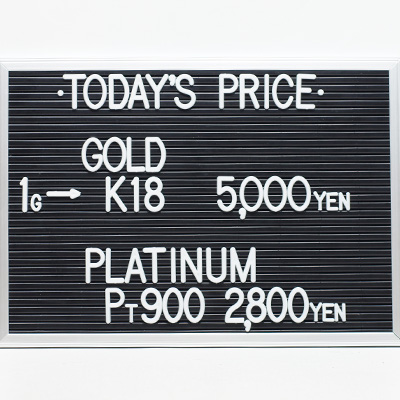 ·TODAY'S PRICE·
GOLD
1G→ K18 5,000YEN
PLATINUM
PT900 2,800YEN